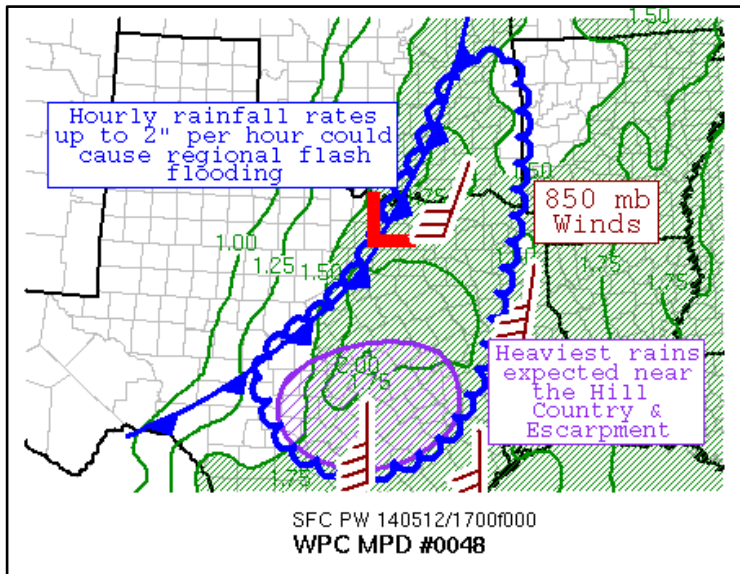 1.50
Hourly rainfall rates
up to 2" per hour could
cause regional flash
flooding
1.50
850 mb
Winds
1.00
1.25
1.50
1.75
1.75
Heaviest rains
expected near
the Hill
Country &
Escarpment
2.00
1.75
1.75
SFC PW 140512/1700f000
WPC MPD #0048